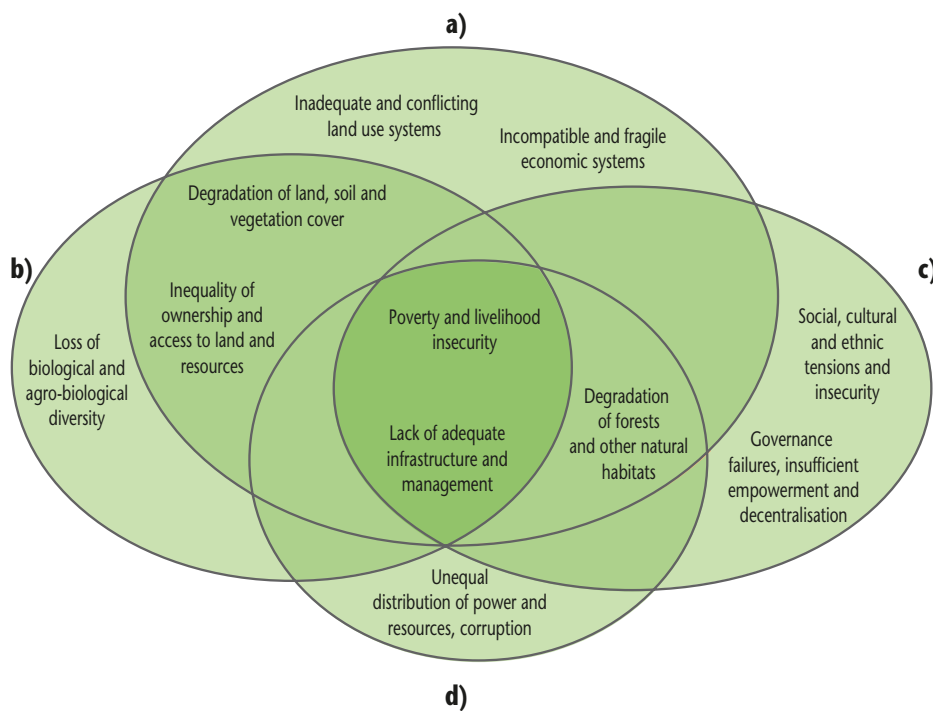 a)
Inadequate and conflicting
land use systems
Incompatible and fragile
economic systems
Degradation of land, soil and
vegetation cover
b)
c)
Inequality of
ownership and
access to land and
resources
Poverty and livelihood
insecurity
Social, cultural
and ethnic
tensions and
insecurity
Loss of
biological and
agro-biological
diversity
Degradation
of forests
and other natural
habitats
Lack of adequate
infrastructure and
management
Governance
failures, insufficient
empowerment and
decentralisation
Unequal
distribution of power and
resources, corruption
d)